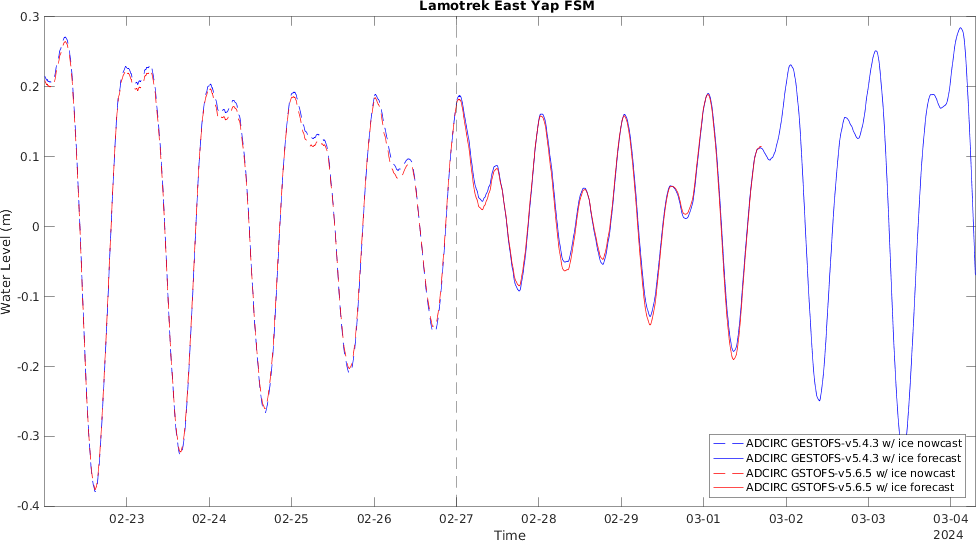 Lamotrek East Yap FSM
0.3
0.2
0.1
0
-0.1
-0.2
-0.3
-0.4
Water Level (m)
ADCIRC GESTOFS-v5.4.3 w/ ice nowcast
ADCIRC GESTOFS-v5.4.3 w/ ice forecast
ADCIRC GSTOFS-v5.6.5 w/ ice nowcast
ADCIRC GSTOFS-v5.6.5 w/ ice forecast
02-23 02-24 02-25 02-26 02-27 02-28 02-29 03-01 03-02 03-03 03-04
Time
2024